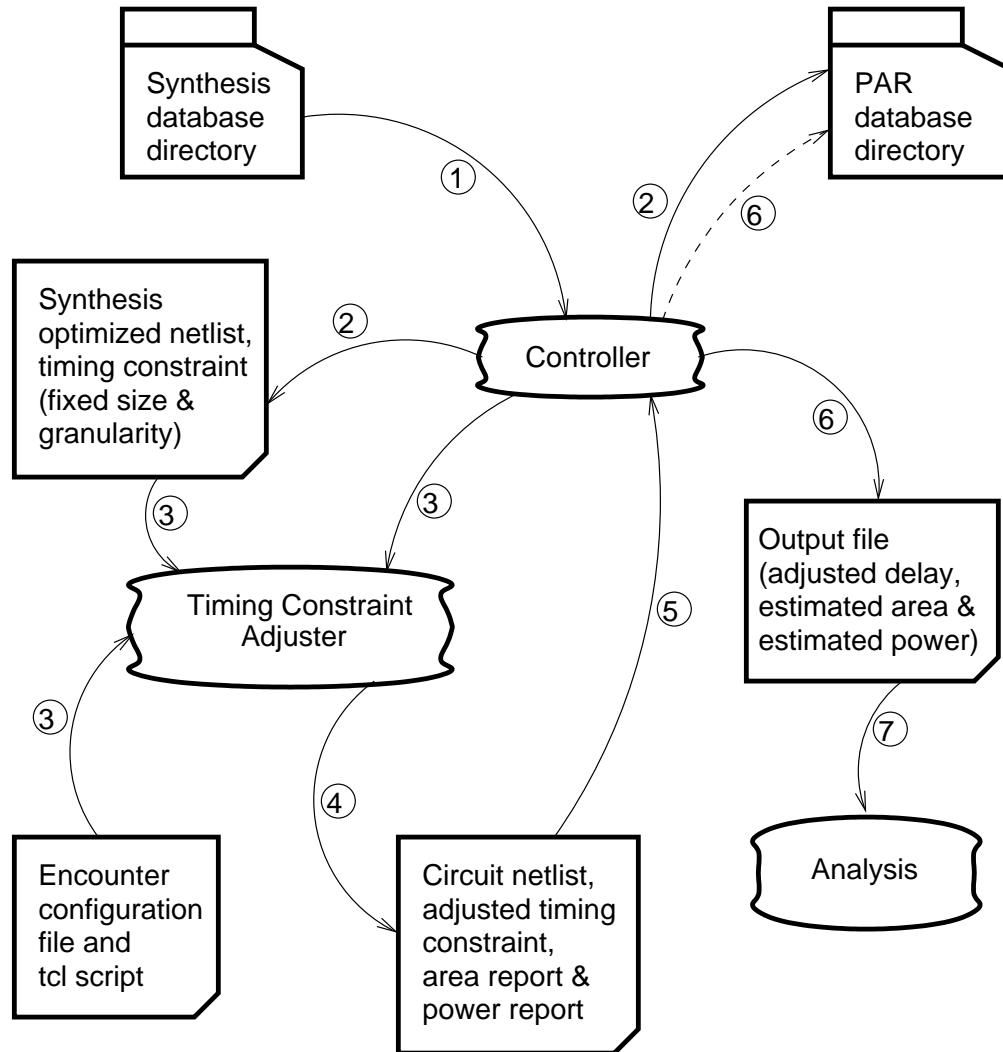 Synthesis
database
directory
PAR
database
directory
1
2
6
Synthesis
optimized netlist,
timing constraint
(fixed size &
granularity)
2
Controller
6
3
3
Output file
(adjusted delay,
estimated area &
estimated power)
Timing Constraint
Adjuster
5
3
4
7
Encounter
configuration
file and
tcl script
Circuit netlist,
adjusted timing
constraint,
area report &
power report
Analysis